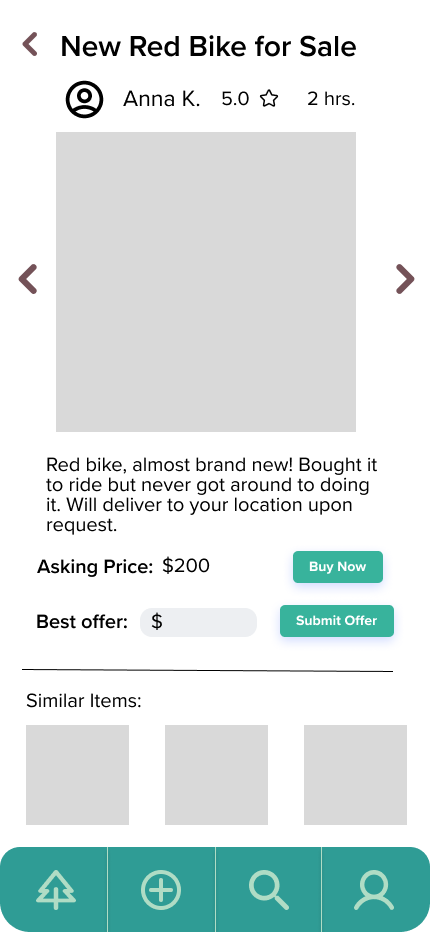 New Red Bike for Sale
Anna K. 5.0 2 hrs.
Red bike, almost brand new! Bought it
to ride but never got around to doing
it. Will deliver to your location upon
request.
Asking Price: $200 Buy Now
Best offer: $ Submit Offer
Similar Items: